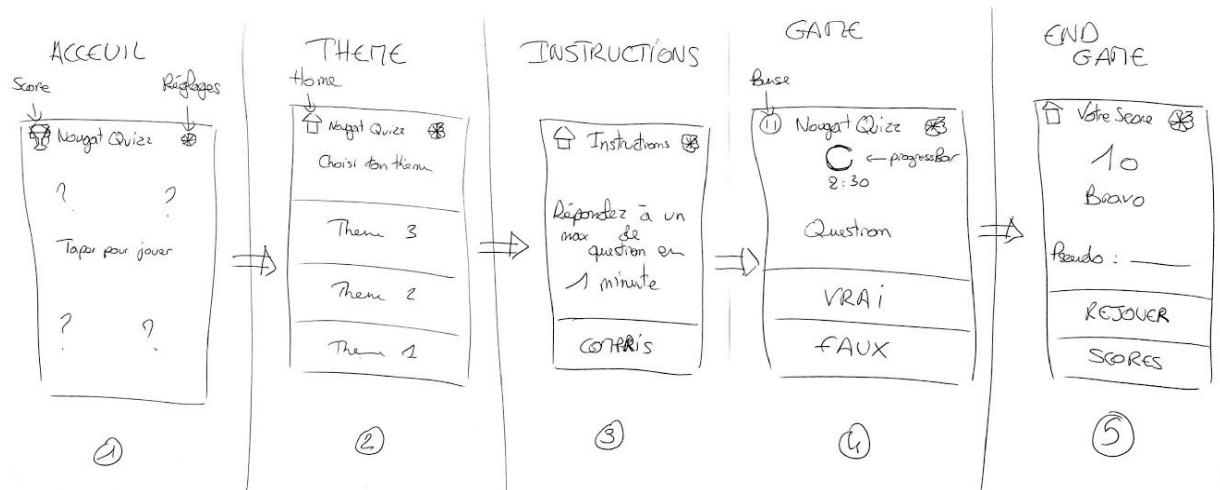 ACCEUIL
Score
Réglages
Nougat Quizz
?
?
Taper pour jouer
?
?
1
THEME
Home
Nougat Quizz
Choisi ton thème
Theme 3
Theme 2
Theme 1
2
INSTRUCTIONS
Instructions
Répondez à un
max de
question en
1 minute
COMPRIS
3
GAME
Pause
Nougat Quizz
progressBar
2:30
Question
VRAi
FAUX
4
END
GAME
Votre Score
10
Bravo
Pseudo :
REJOUER
SCORES
5